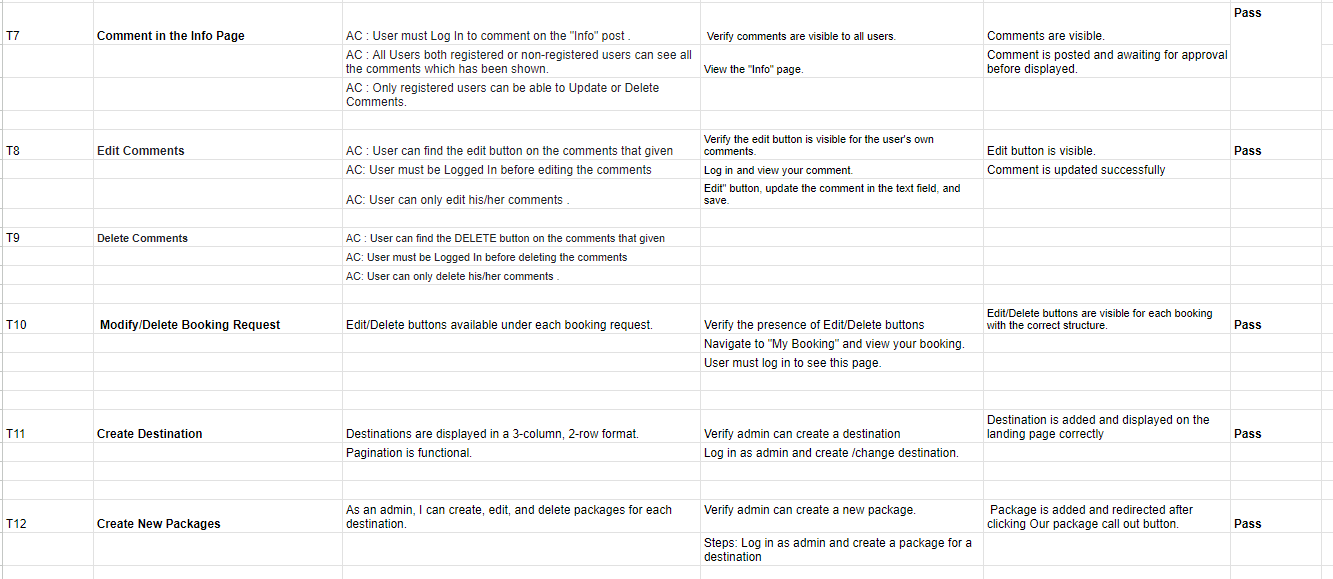 Pass
T7 Comment in the Info Page AC : User must Log In to comment on the "Info" post . Verify comments are visible to all users. Comments are visible.
AC : All Users both registered or non-registered users can see all
the comments which has been shown.
View the "Info" page.
Comment is posted and awaiting for approval
before displayed.
AC : Only registered users can be able to Update or Delete
Comments.
T8 Edit Comments AC : User can find the edit button on the comments that given
Verify the edit button is visible for the user's own
comments.
Edit button is visible.
Pass
AC: User must be Logged In before editing the comments Log in and view your comment. Comment is updated successfully
AC: User can only edit his/her comments .
Edit" button, update the comment in the text field, and
save.
T9 Delete Comments AC : User can find the DELETE button on the comments that given
AC: User must be Logged In before deleting the comments
AC: User can only delete his/her comments .
T10 Modify/Delete Booking Request Edit/Delete buttons available under each booking request. Verify the presence of Edit/Delete buttons
Edit/Delete buttons are visible for each booking
with the correct structure.
Pass
Navigate to "My Booking" and view your booking.
User must log in to see this page.
T11 Create Destination Destinations are displayed in a 3-column, 2-row format. Verify admin can create a destination
Destination is added and displayed on the
landing page correctly
Pass
Pagination is functional. Log in as admin and create /change destination.
T12 Create New Packages
As an admin, I can create, edit, and delete packages for each
destination.
Verify admin can create a new package.
Package is added and redirected after
clicking Our package call out button.
Pass
Steps: Log in as admin and create a package for a
destination